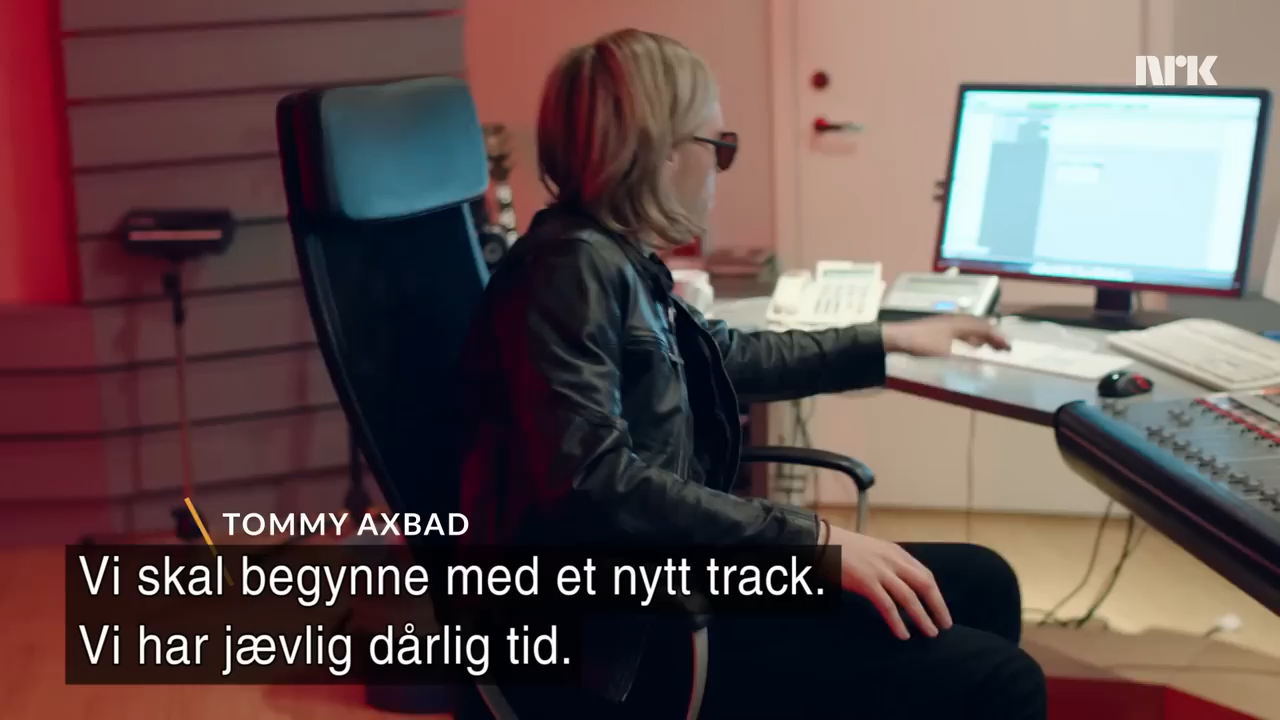 nrk
TOMMY AXBAD
Vi skal begynne med et nytt track.
Vi har jævlig dårlig tid.